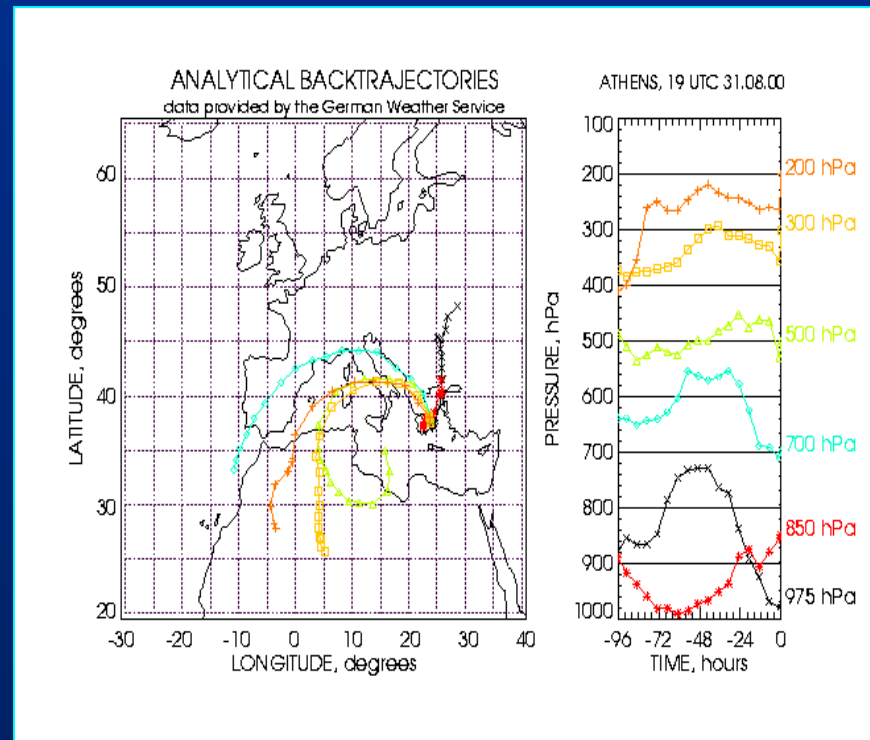 ANALYTICAL BACKTRAJECTORIES
data provided by the German Weather Service
60
50
40
30
20
LATITUDE, degrees
-30 -20 -10 0 10 20 30 40
LONGITUDE, degrees
ATHENS, 19 UTC 31.08.00
100
200
300
400
500
600
700
800
900
1000
PRESSURE, hPa
200 hPa
300 hPa
500 hPa
700 hPa
850 hPa
975 hPa
-96 -72 -48 -24 0
TIME, hours